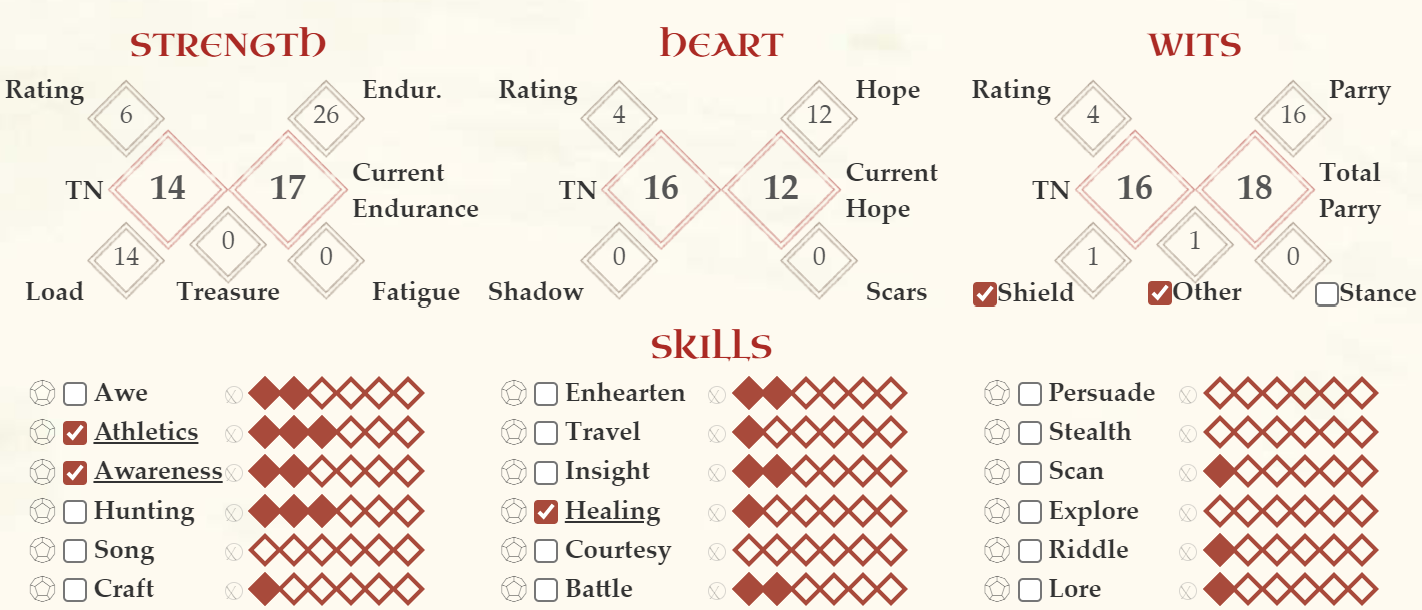 STRENGTH HEART WITS
Rating Endur. Rating Hope Rating Parry
6 26 4 12 4 16
TN 14 17 Current Endurance TN 16 12 Current Hope TN 16 18 Total Parry
14 0 0 0 0 1 1 0
Load Treasure Fatigue Shadow Scars Shield Other Stance
SKILLS
Awe Enhearten Persuade
Athletics Travel Stealth
Awareness Insight Scan
Hunting Healing Explore
Song Courtesy Riddle
Craft Battle Lore